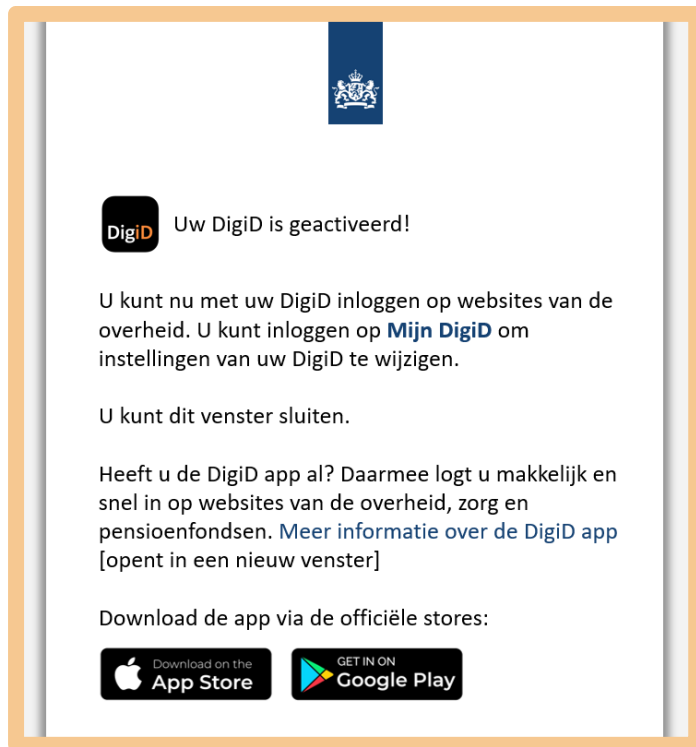 DigiD
Uw DigiD is geactiveerd!
U kunt nu met uw DigiD inloggen op websites van de
overheid. U kunt inloggen op Mijn DigiD om
instellingen van uw DigiD te wijzigen.
U kunt dit venster sluiten.
Heeft u de DigiD app al? Daarmee logt u makkelijk en
snel in op websites van de overheid, zorg en
pensioenfondsen. Meer informatie over de DigiD app
[opent in een nieuw venster]
Download de app via de officiële stores:
Download on the
App Store
GET IN ON
Google Play